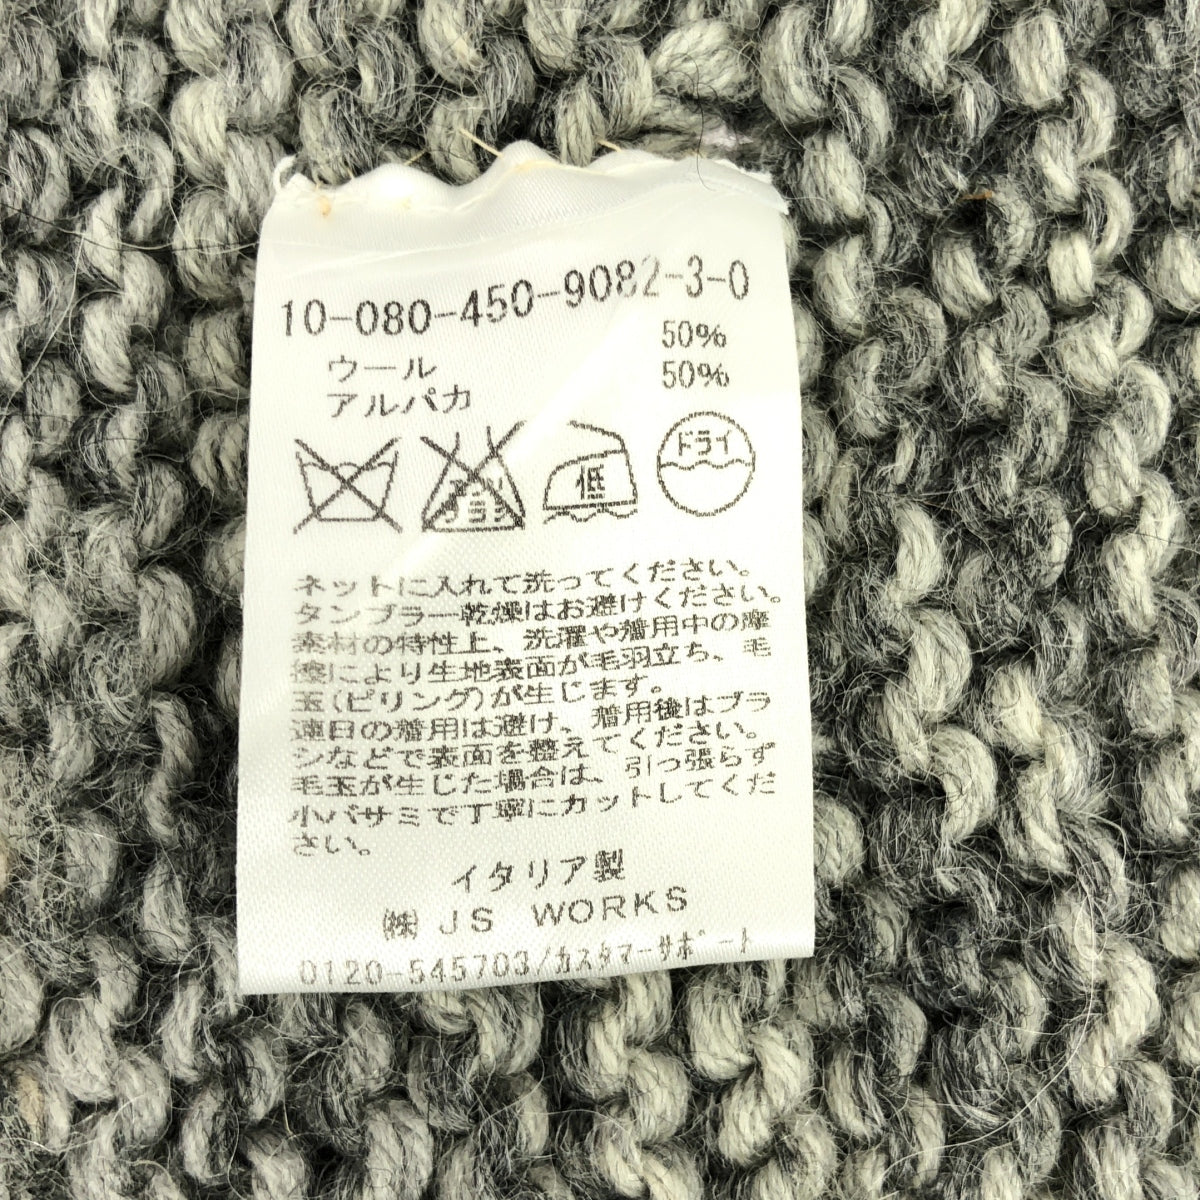 10-080-450-9082-3-0
ウール 50%
アルパカ 50%
低
ドライ
ネットに入れて洗ってください。
タンブラー乾燥はお避けください。
素材の特性上、洗濯や着用中の摩
擦により生地表面が毛羽立ち、毛
玉(ピリング)が生じます。
連日の着用は避け、着用後はブラ
シなどで表面を整えてください。
毛玉が生じた場合は、引っ張らず
小バサミで丁寧にカットしてくだ
さい。
イタリア製
㈱ JS WORKS
0120-545703/カスタマーサポート